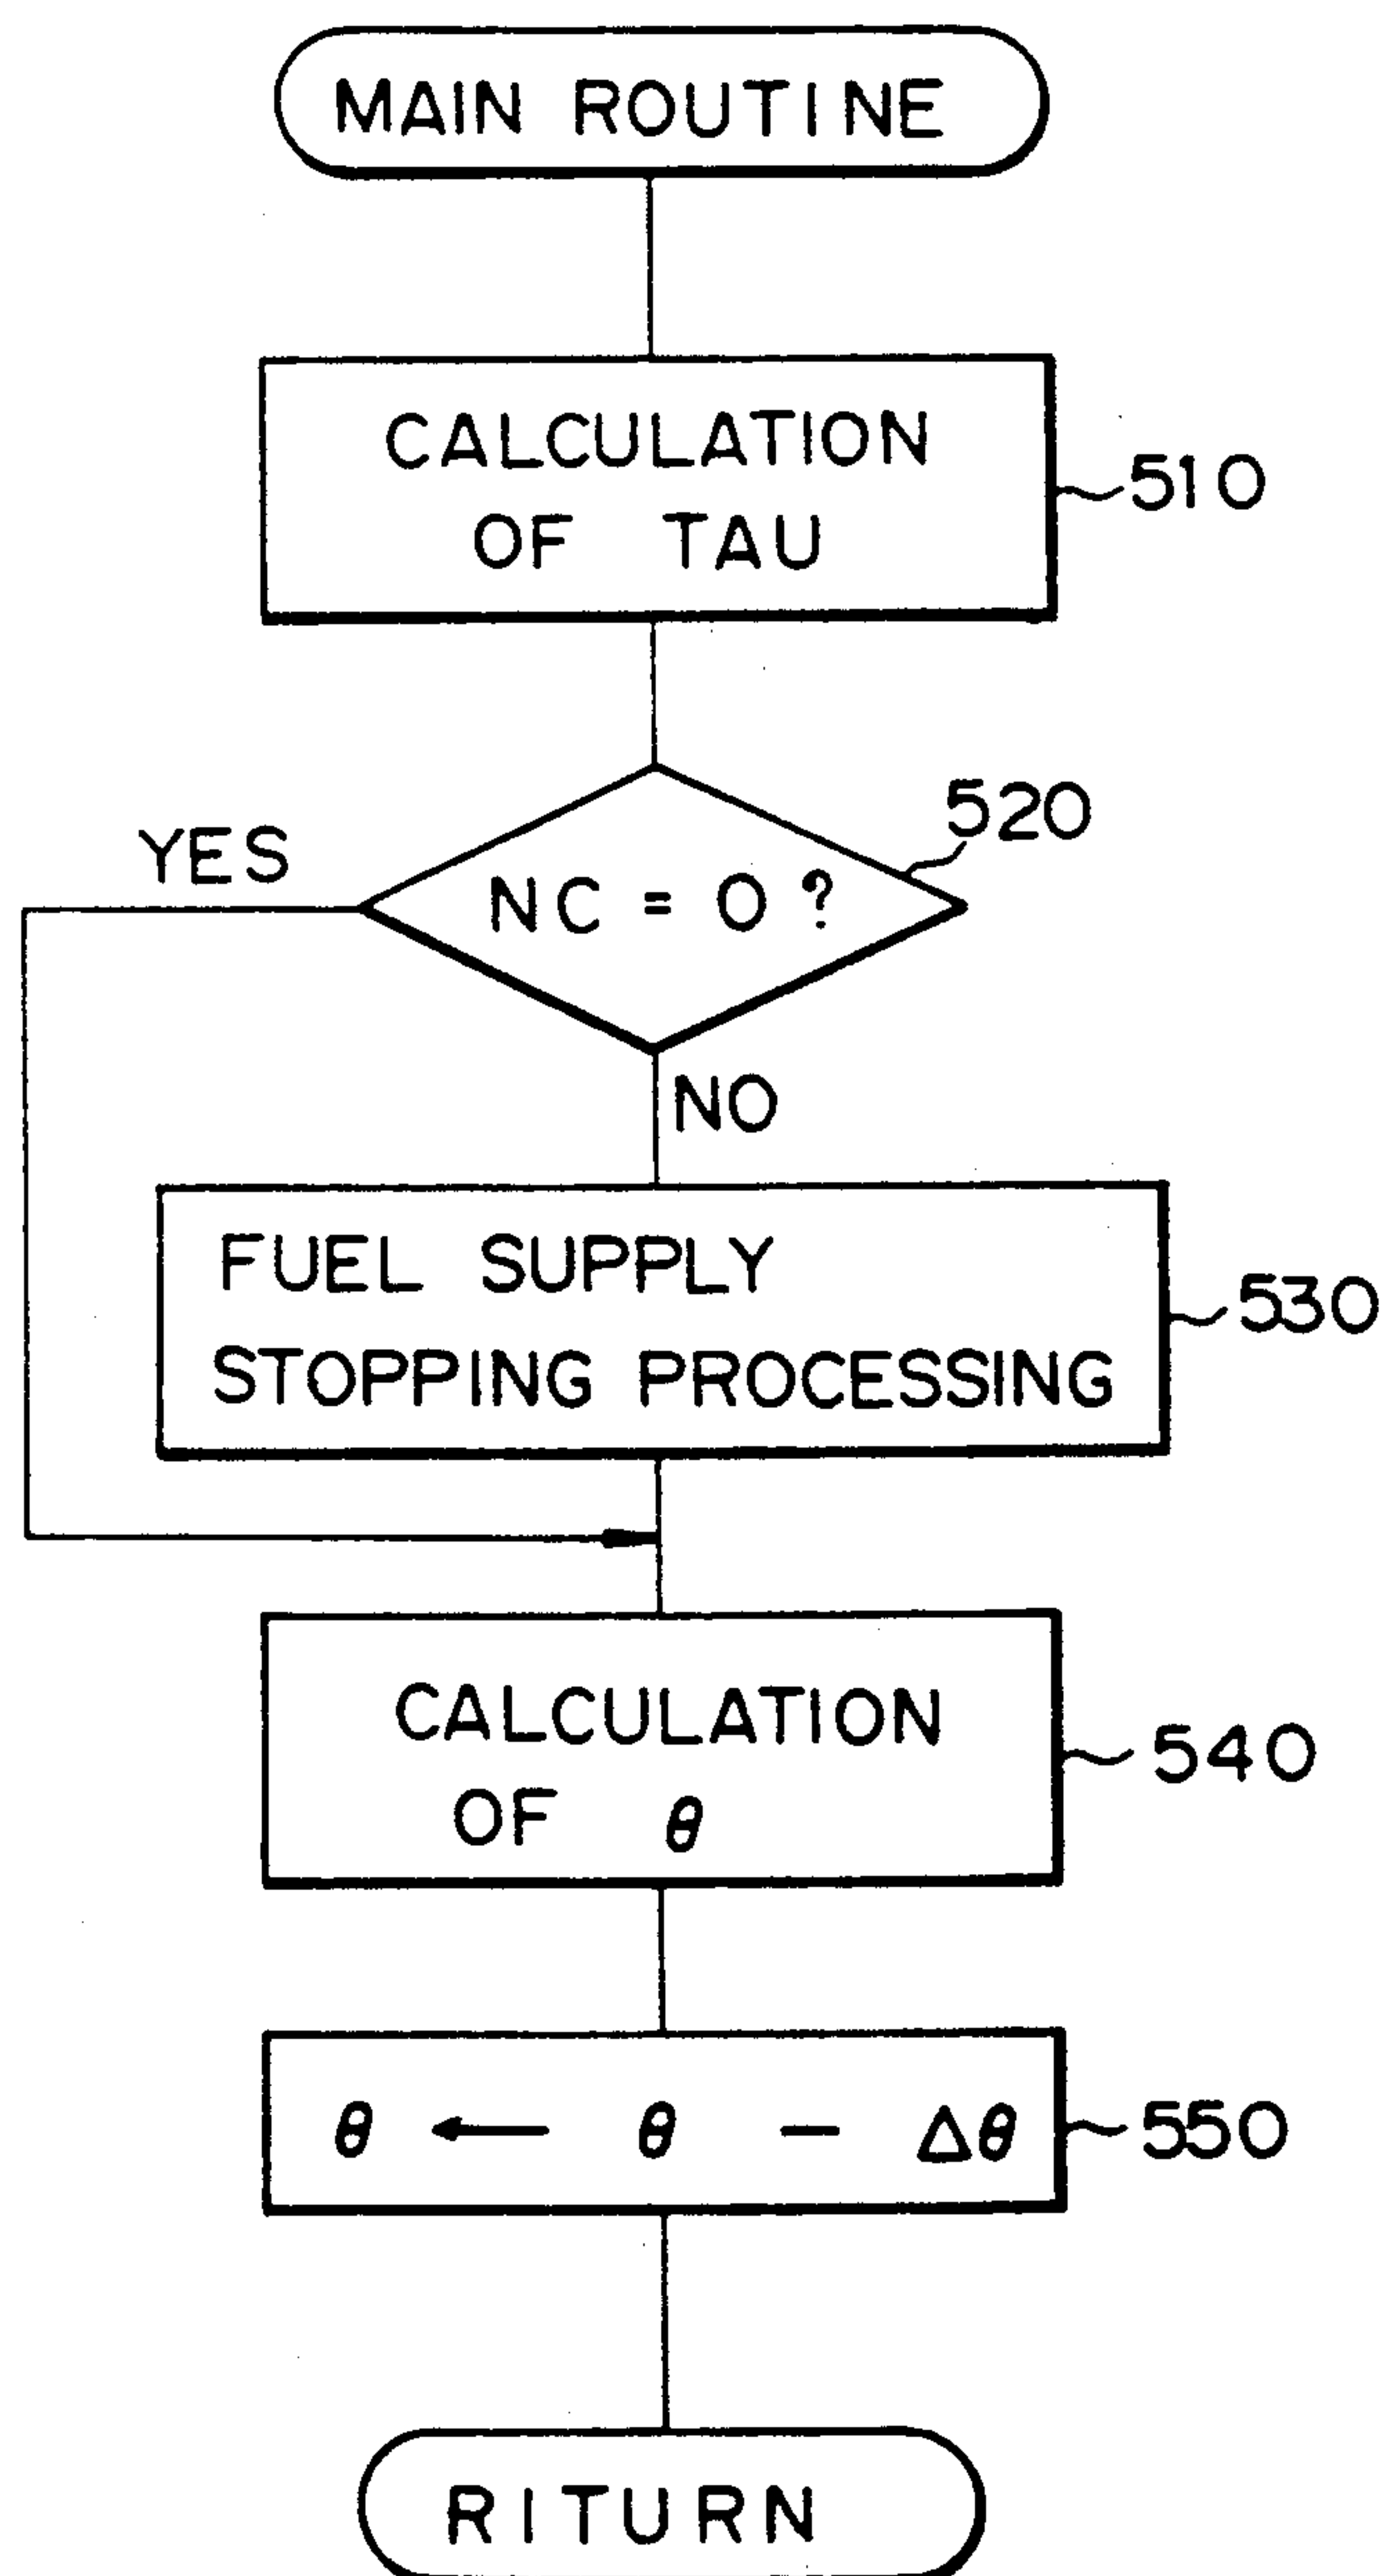 MAIN ROUTINE
CALCULATION
OF TAU
510
520
YES
NC = 0 ?
NO
FUEL SUPPLY
STOPPING PROCESSING
530
CALCULATION
OF θ
540
θ ← θ − Δθ
550
RITURN